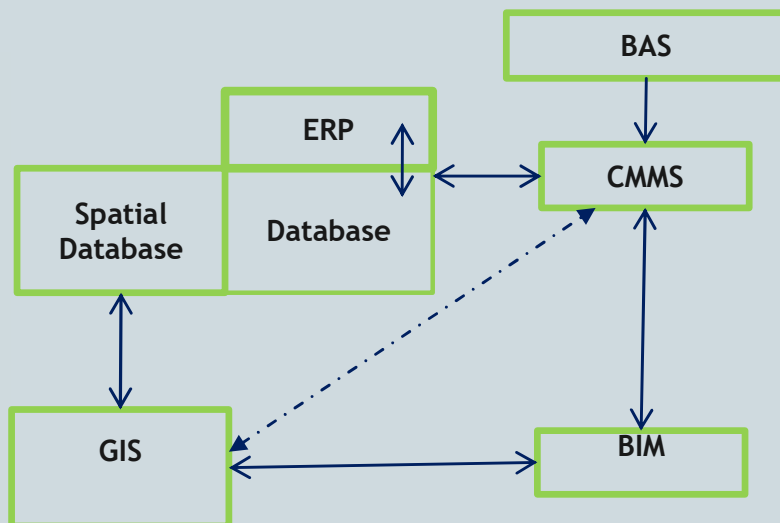 BAS
ERP
CMMS
Spatial
Database
Database
GIS
BIM